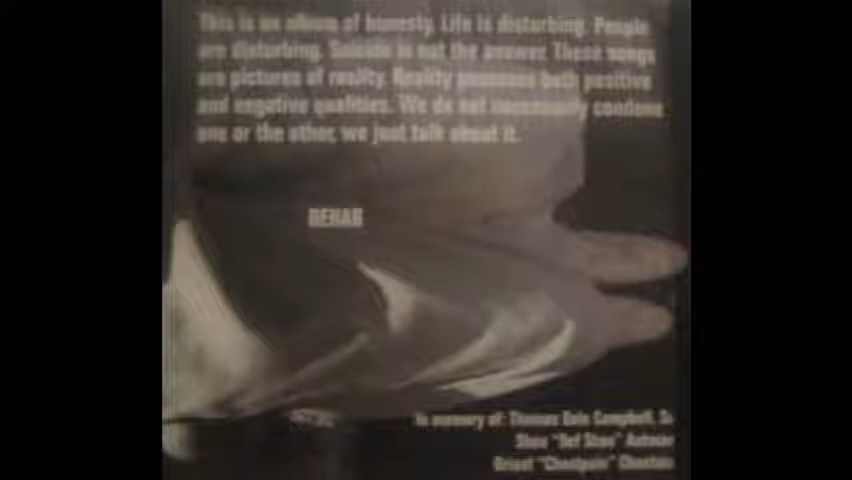 This is an album of honesty. Life is disturbing. People
are disturbing. Suicide is not the answer. These songs
are pictures of reality. Reality possesses both positive
and negative qualities. We do not necessarily condone
one or the other, we just talk about it.
REHAB
In memory of: Thomas Dale Campbell, Sr
"Def Shon"